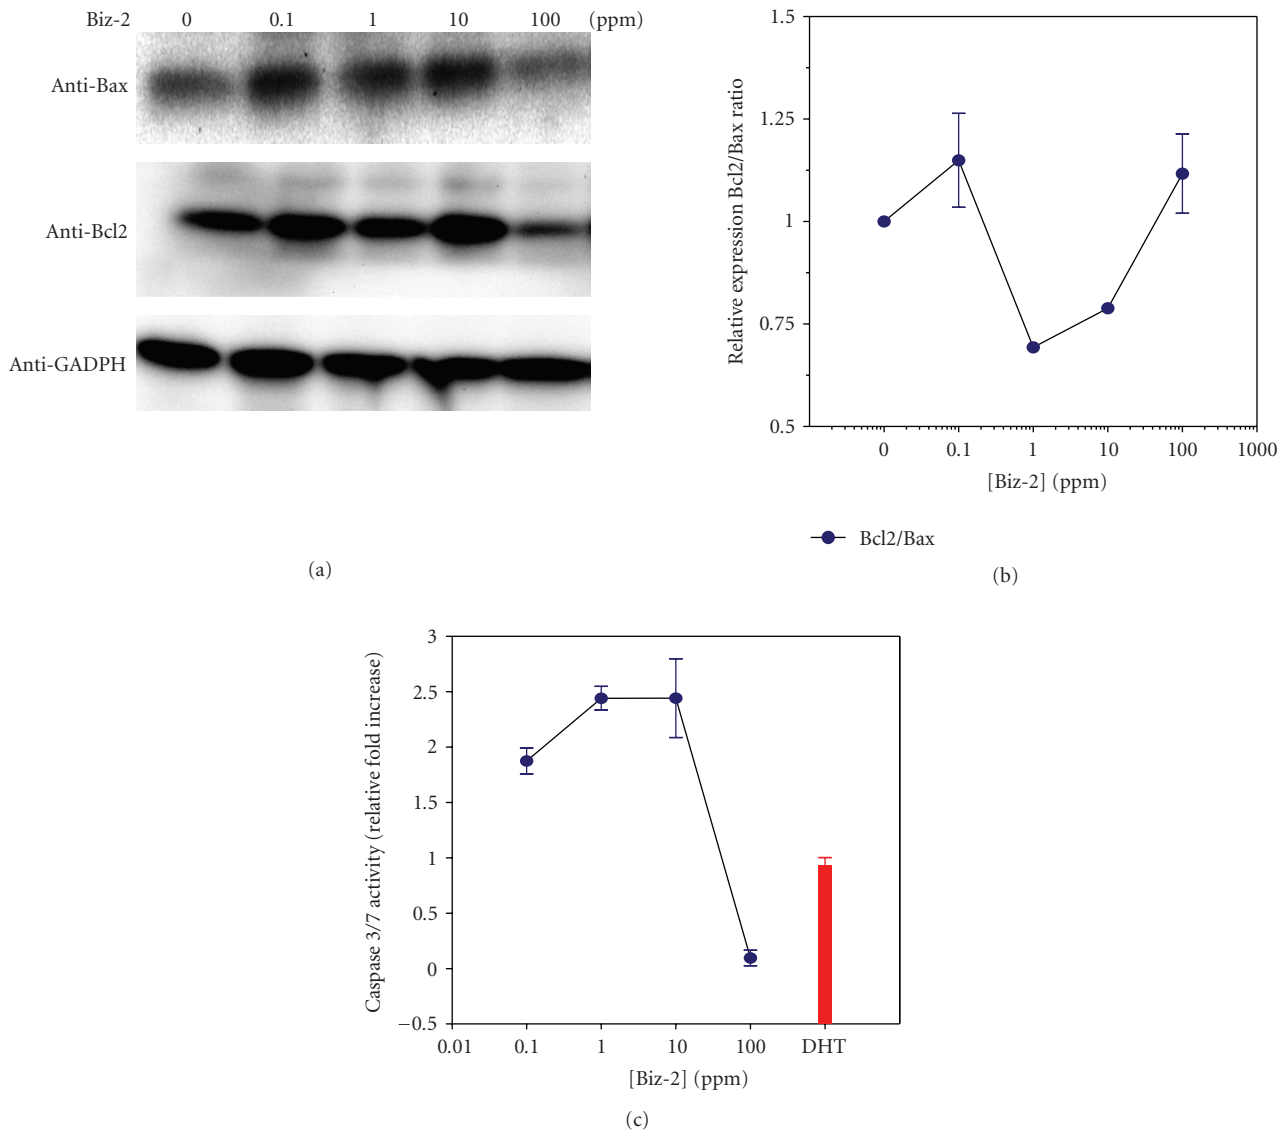 Biz-2 0 0.1 1 10 100 (ppm)
Anti-Bax
Anti-Bcl2
Anti-GADPH
(a)
Relative expression Bcl2/Bax ratio
1.5
1.25
1
0.75
0.5
0 0.1 1 10 100 1000
[Biz-2] (ppm)
Bcl2/Bax
(b)
Caspase 3/7 activity (relative fold increase)
3
2.5
2
1.5
1
0.5
0
−0.5
0.01 0.1 1 10 100 DHT
[Biz-2] (ppm)
(c)